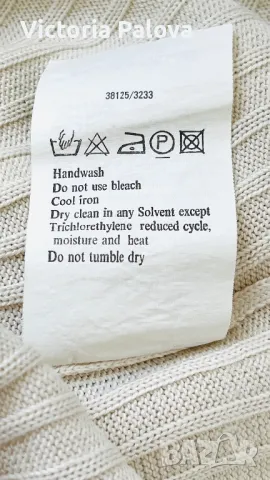 Victoria Palova
38125/3233
P
Handwash
Do not use bleach
Cool iron
Dry clean in any Solvent except
Trichlorethylene reduced cycle,
moisture and heat
Do not tumble dry
BAZAR